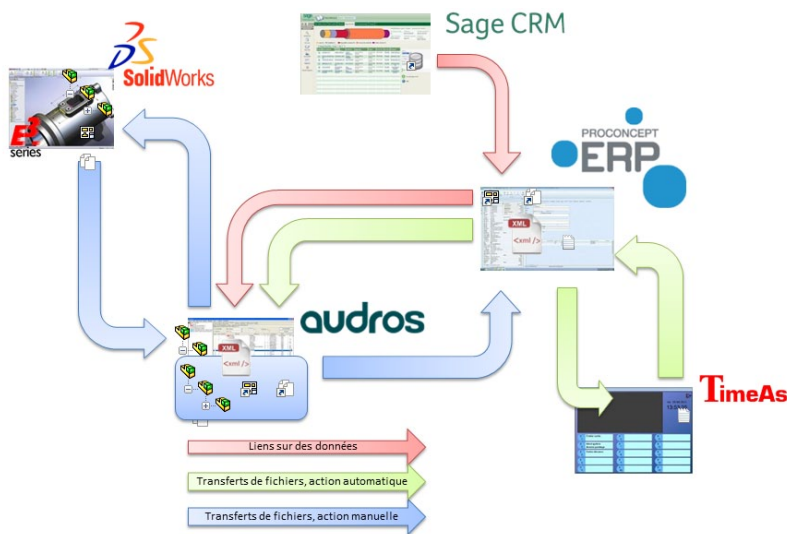 Sage CRM
SolidWorks
E³
series
PROCONCEPT
ERP
XML
<xml />
audros
XML
<xml />
TimeAs
Liens sur des données
Transferts de fichiers, action automatique
Transferts de fichiers, action manuelle